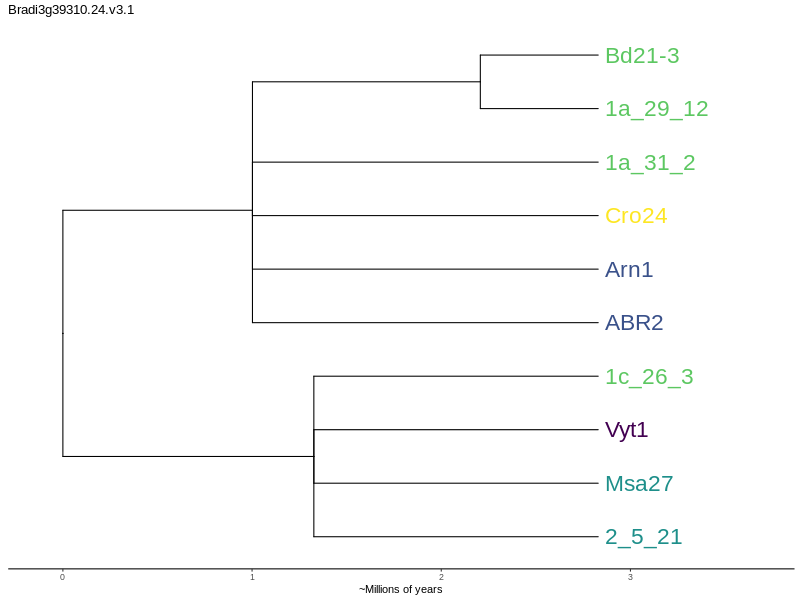 Bradi3g39310.24.v3.1
Bd21-3
1a_29_12
1a_31_2
Cro24
Arn1
ABR2
1c_26_3
Vyt1
Msa27
2_5_21
0 1 2 3
~Millions of years